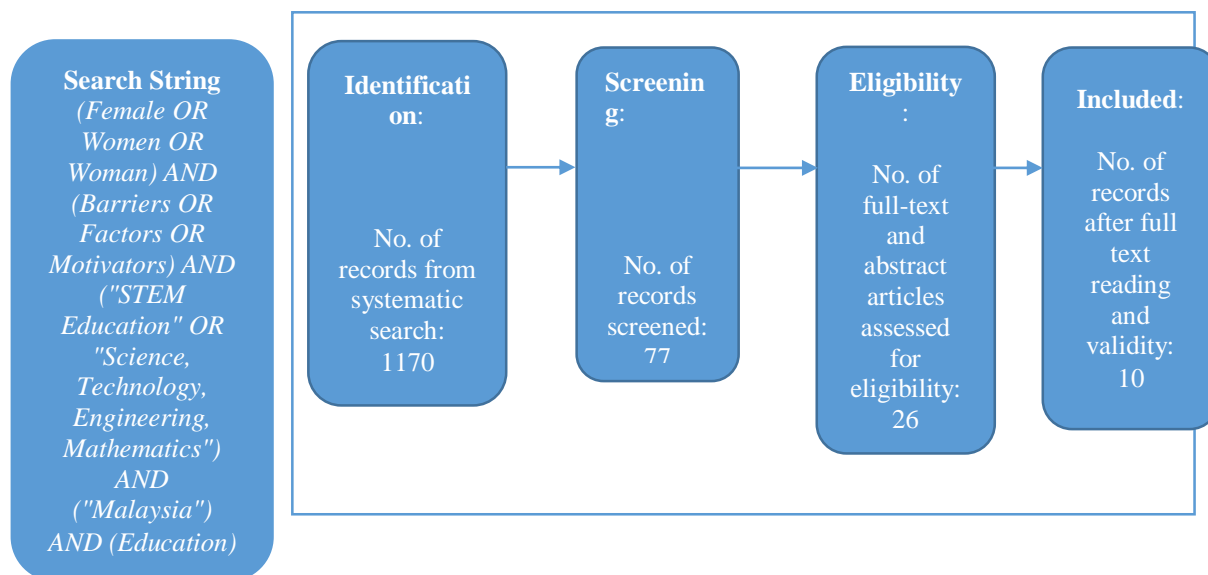 Search String
(Female OR
Women OR
Woman) AND
(Barriers OR
Factors OR
Motivators) AND
("STEM
Education" OR
"Science,
Technology,
Engineering,
Mathematics")
AND
("Malaysia")
AND (Education)
Identificati
on:
No. of
records from
systematic
search:
1170
Screenin
g:
No. of
records
screened:
77
Eligibility
:
No. of
full-text
and
abstract
articles
assessed
for
eligibility:
26
Included:
No. of
records
after full
text
reading
and
validity:
10